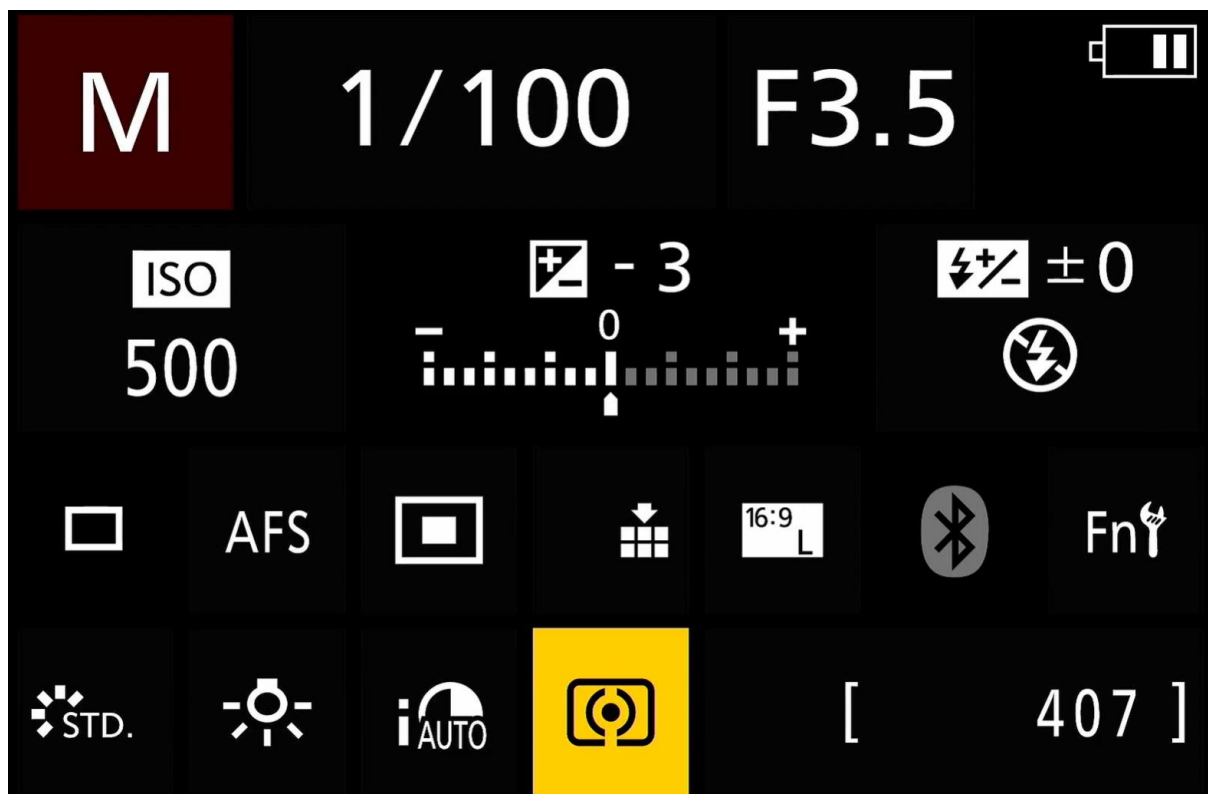 M 1/100 F3.5
ISO - 3 ±0
500 - 0 +
AFS 16:9 L Fn
STD. i AUTO [ 407 ]